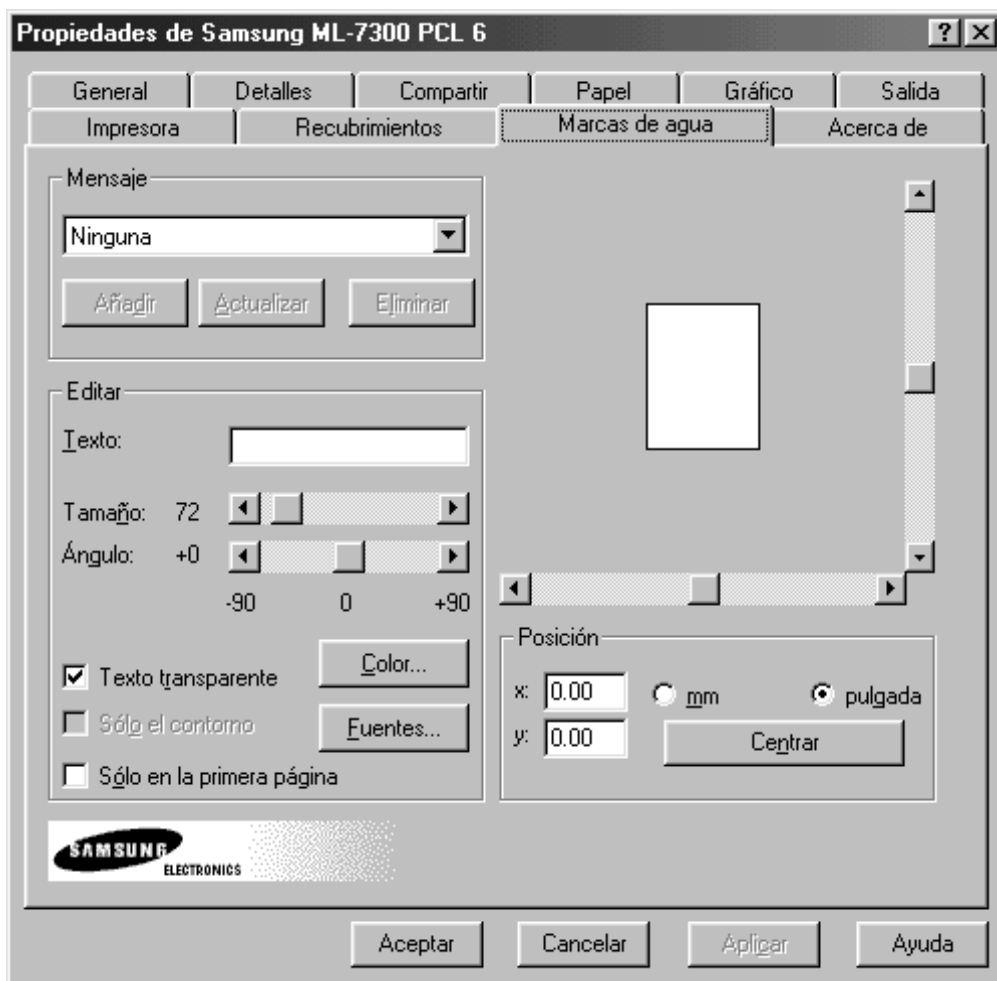 Propiedades de Samsung ML-7300 PCL 6
General Detalles Compartir Papel Gráfico Salida
Impresora Recubrimientos Marcas de agua Acerca de
Mensaje
Ninguna
Añadir Actualizar Eliminar
Editar
Texto:
Tamaño: 72
Ángulo: +0
-90 0 +90
Texto transparente
Color...
Sólo el contorno
Fuentes...
Sólo en la primera página
Posición
x: 0.00 mm pulgada
y: 0.00 Centrar
SAMSUNG
ELECTRONICS
Aceptar Cancelar Aplicar Ayuda